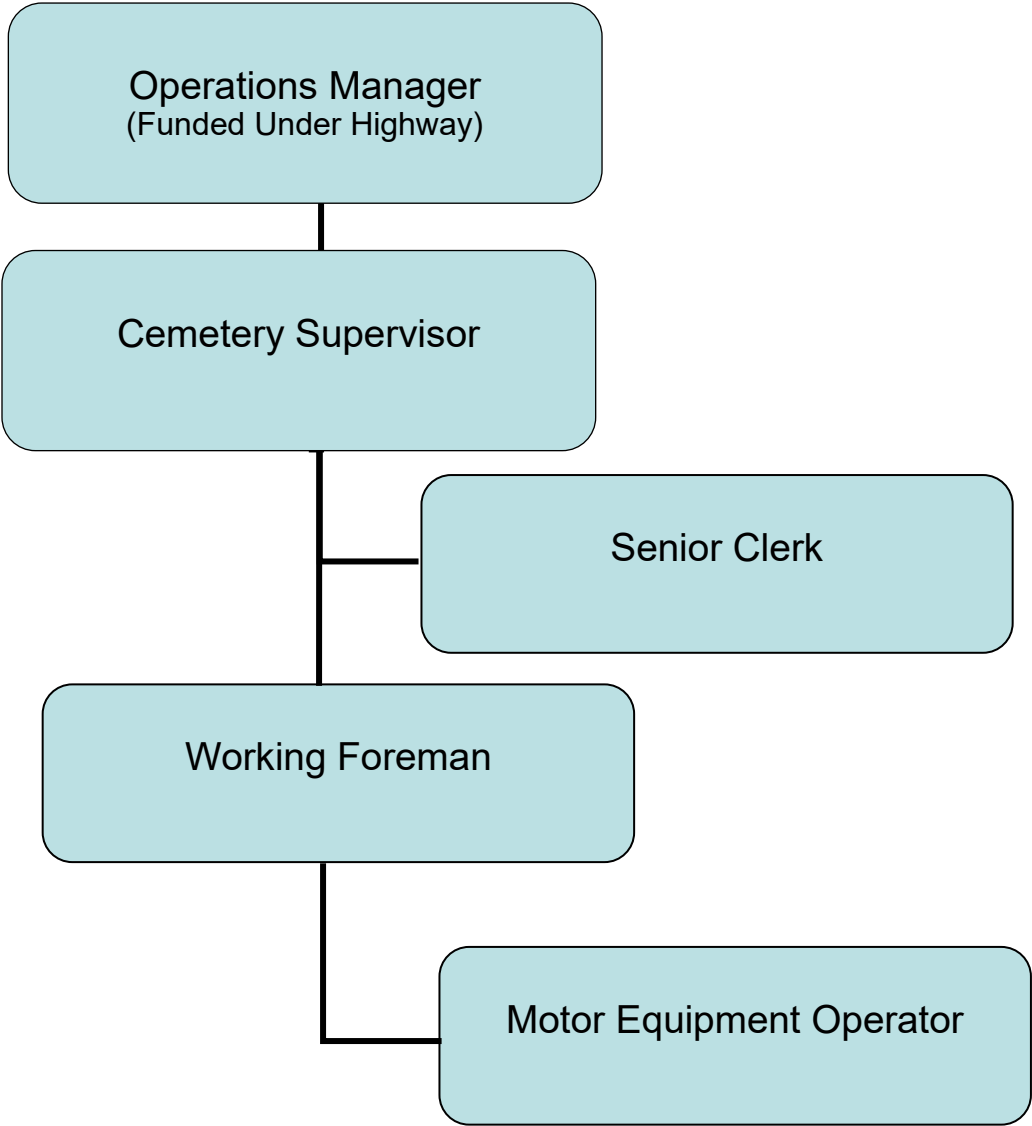 Operations Manager
(Funded Under Highway)
Cemetery Supervisor
Senior Clerk
Working Foreman
Motor Equipment Operator